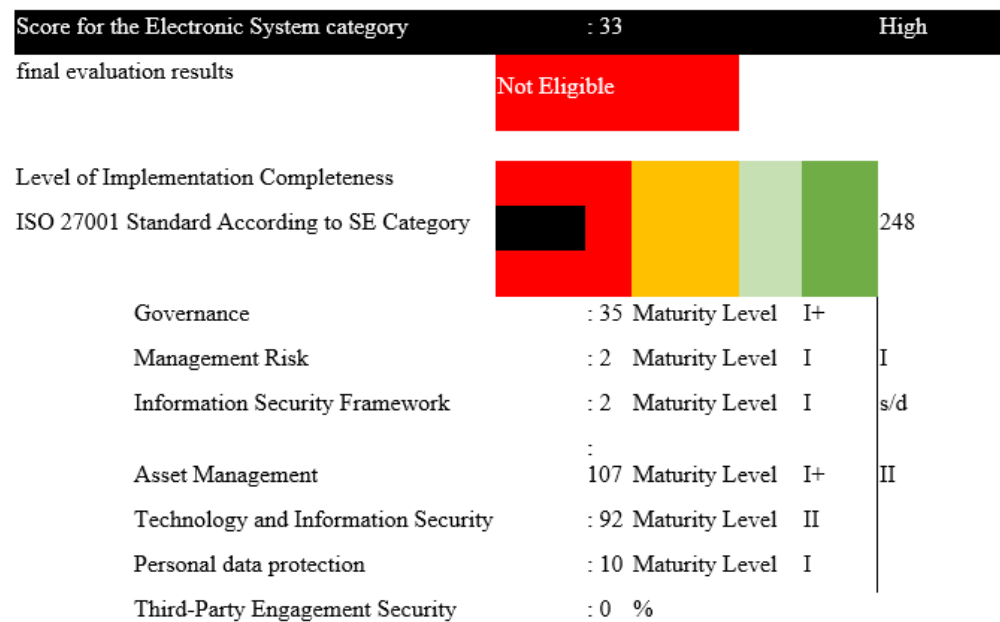 Score for the Electronic System category : 33 High
final evaluation results
Not Eligible
Level of Implementation Completeness
ISO 27001 Standard According to SE Category 248
Governance : 35 Maturity Level I+
Management Risk : 2 Maturity Level I I
Information Security Framework : 2 Maturity Level I s/d
:
Asset Management 107 Maturity Level I+ II
Technology and Information Security : 92 Maturity Level II
Personal data protection : 10 Maturity Level I
Third-Party Engagement Security : 0 %